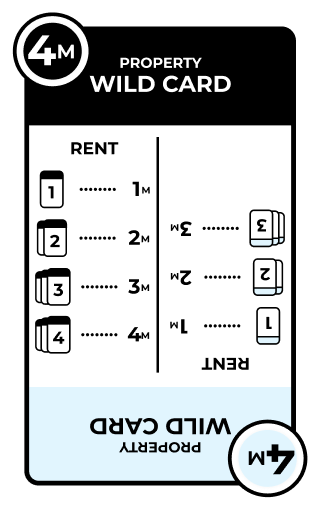 4M
PROPERTY
WILD CARD
RENT
1 ........ 1M
2 ........ 2M
3 ........ 3M
4 ........ 4M
4M
PROPERTY
WILD CARD
RENT
1 ........ 1M
2 ........ 2M
3 ........ 3M